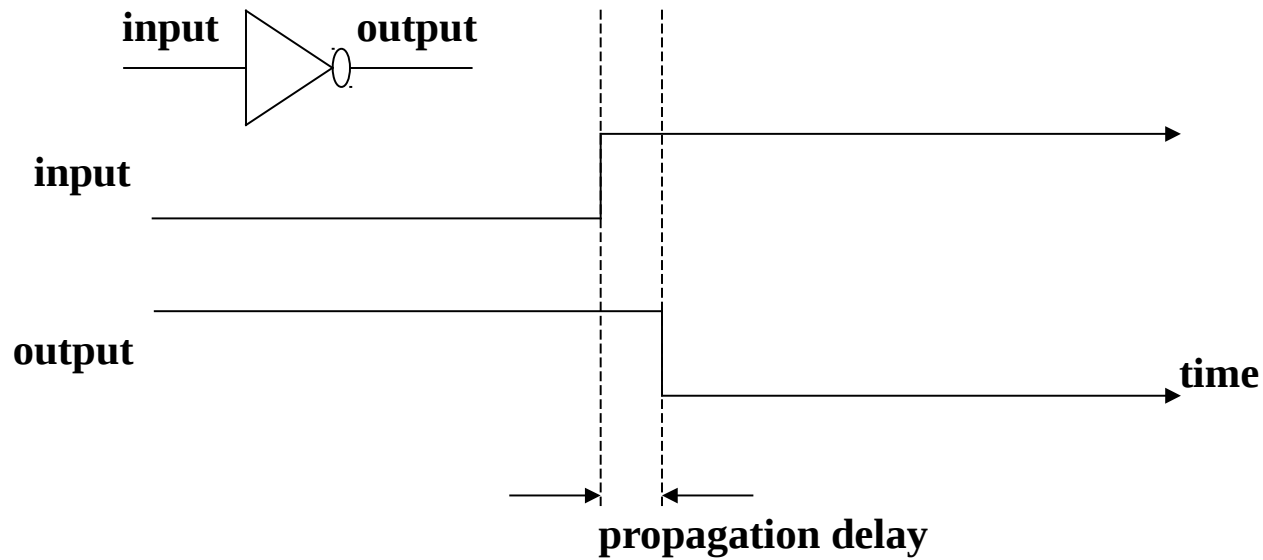 input output
input
output
time
propagation delay